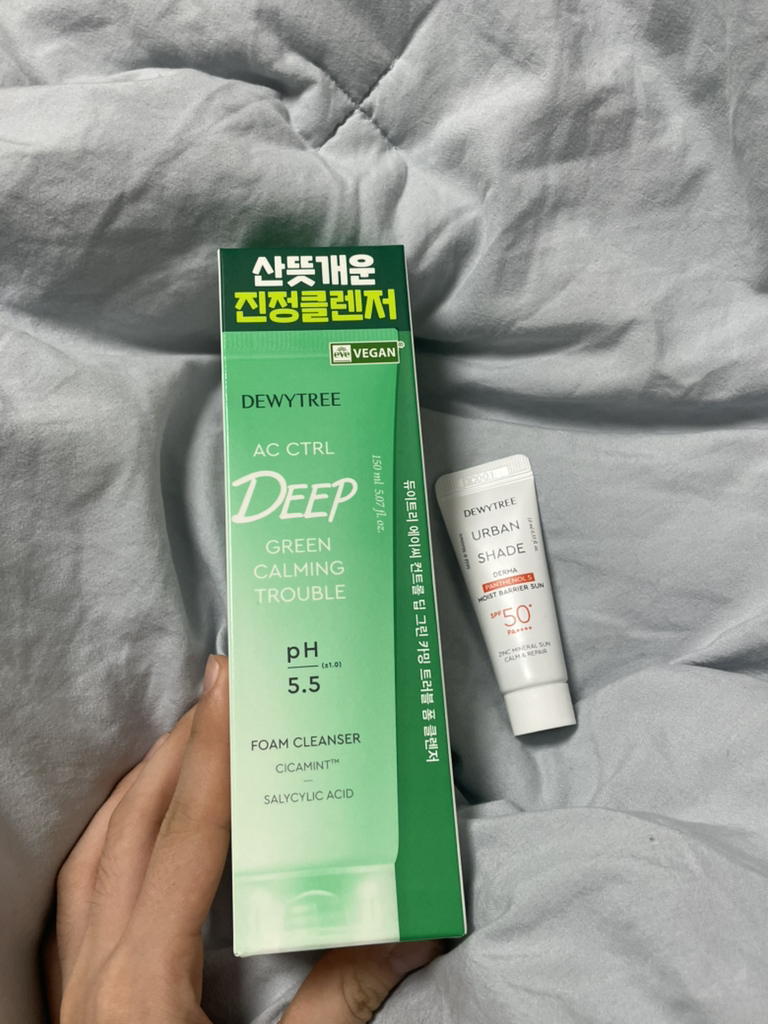 산뜻개운
진정클렌저
eve VEGAN
DEWYTREE
AC CTRL
DEEP
GREEN
CALMING
TROUBLE
150 ml 5.07 fl. oz.
pH
5.5
(±1.0)
FOAM CLEANSER
CICAMINT™
SALYCYLIC ACID
듀이트리 에이씨 컨트롤 딥 그린 카밍 트러블 폼 클렌저
DEWYTREE
URBAN
SHADE
DERMA
PANTHENOL 5
MOIST BARRIER SUN
SPF50+
PA++++
ZINC MINERAL SUN
CALM & REPAIR